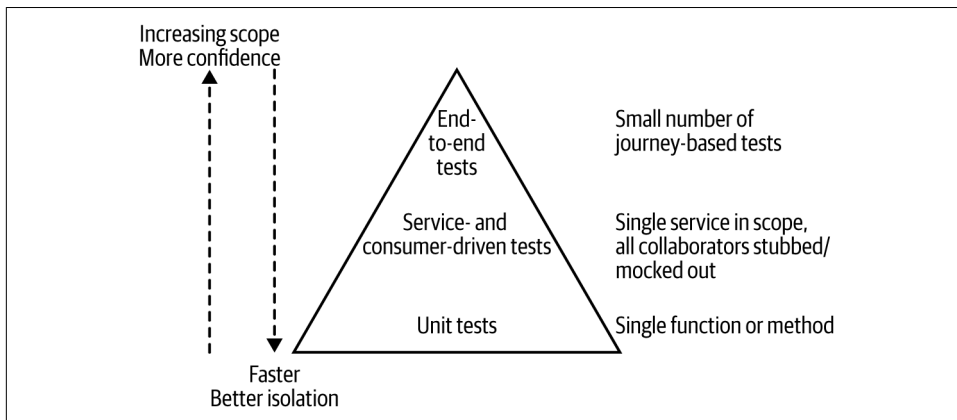 Increasing scope
More confidence
End-
to-end
tests
Small number of
journey-based tests
Service- and
consumer-driven tests
Single service in scope,
all collaborators stubbed/
mocked out
Unit tests
Single function or method
Faster
Better isolation